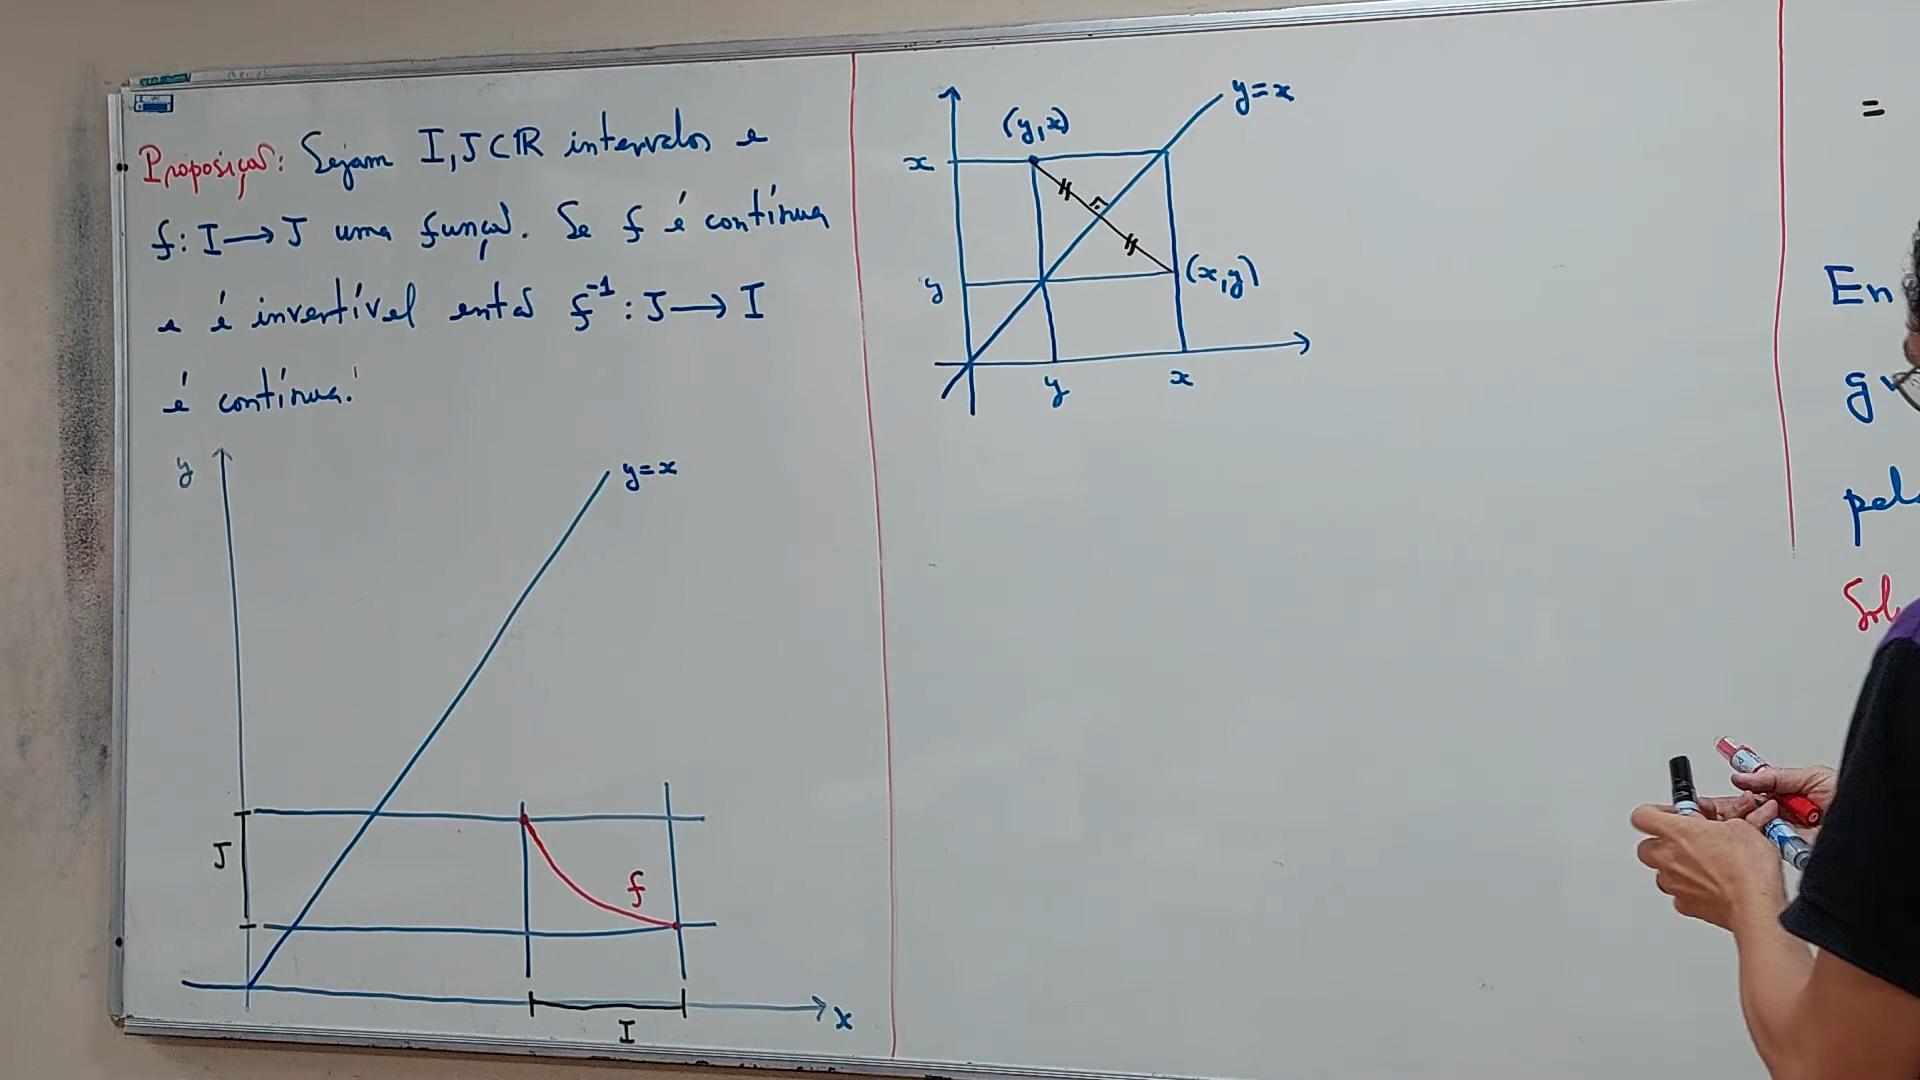 Proposição: Sejam I, J ⊂ ℝ intervalos e
f: I → J uma função. Se f é contínua
e é invertível então f⁻¹: J → I
é contínua.
y
y=x
J
f
I
x
y=x
(y,x)
x
(x,y)
y
y
x
=
En
pel
Sol